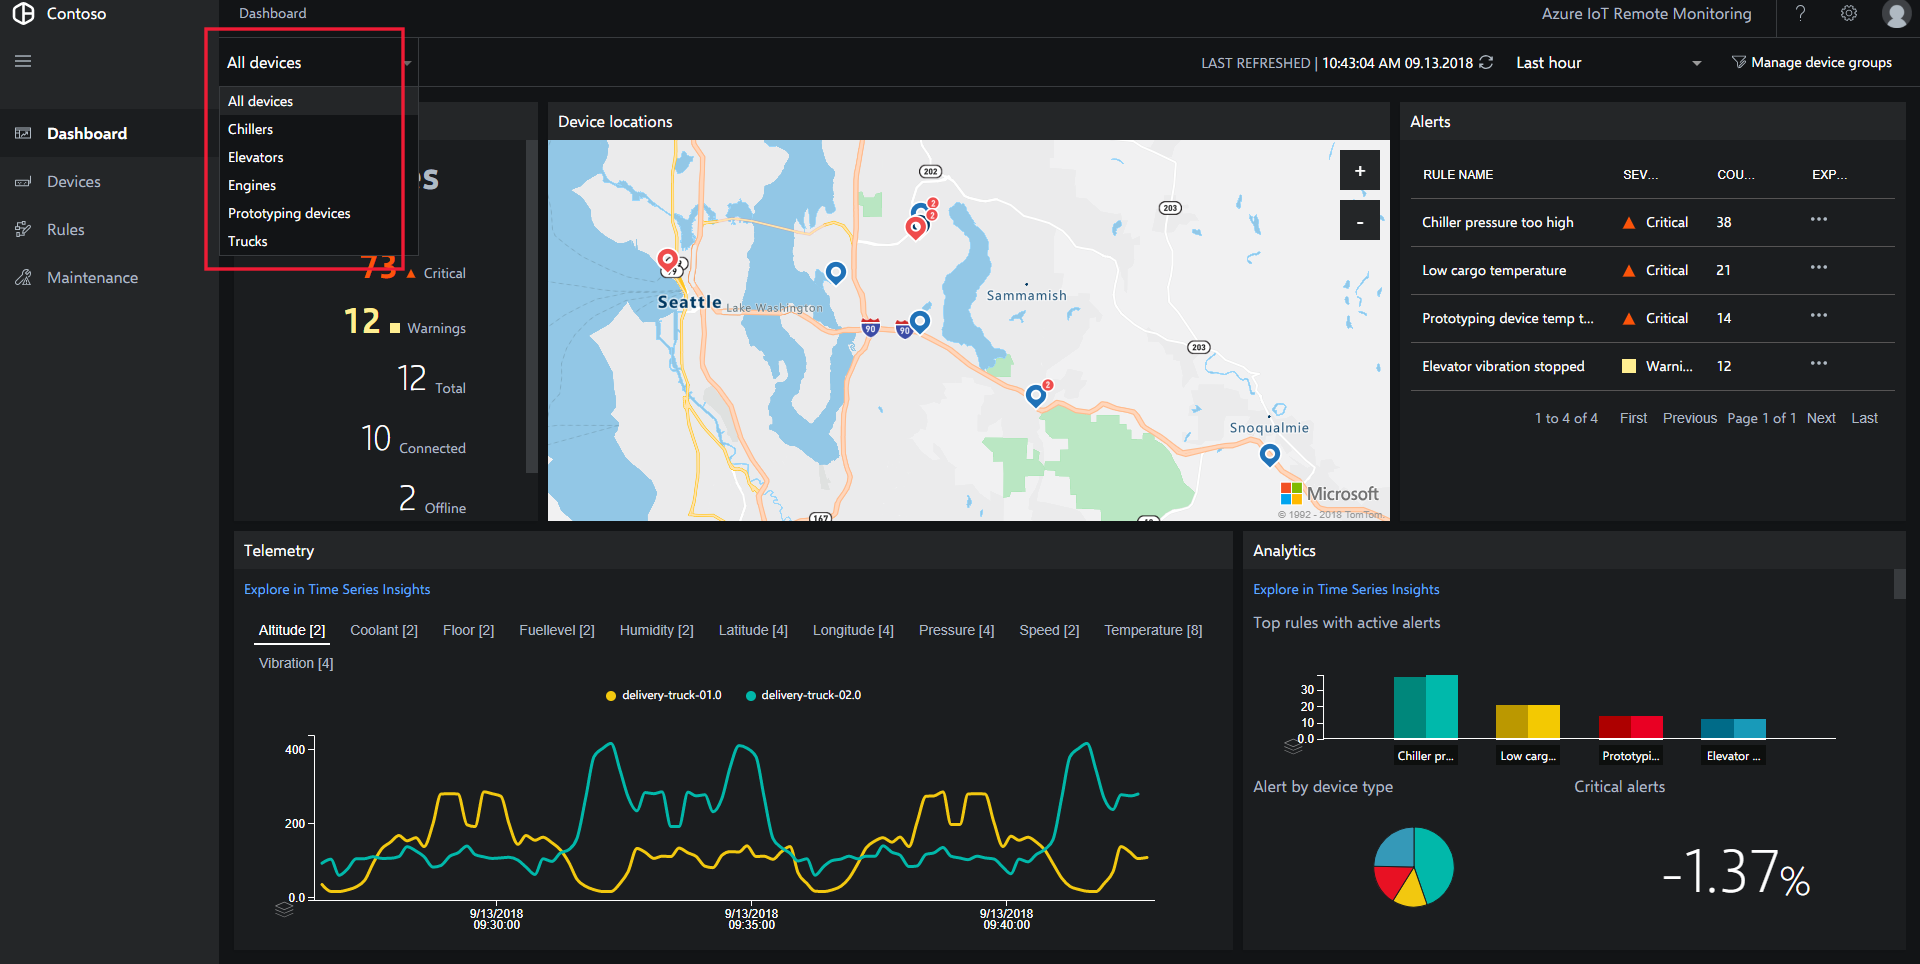 Contoso
Dashboard
Azure IoT Remote Monitoring
?
All devices
LAST REFRESHED | 10:43:04 AM 09.13.2018
Last hour
Manage device groups
All devices
Chillers
Elevators
Engines
Prototyping devices
Trucks
Dashboard
Devices
Rules
Maintenance
73 Critical
12 Warnings
12 Total
10 Connected
2 Offline
Device locations
+
-
202
203
2
2
Seattle
Lake Washington
90
90
Sammamish
203
2
Snoqualmie
167
Microsoft
© 1992 - 2018 TomTom
Alerts
RULE NAME SEV... COU... EXP...
Chiller pressure too high Critical 38 ...
Low cargo temperature Critical 21 ...
Prototyping device temp t... Critical 14 ...
Elevator vibration stopped Warni... 12 ...
1 to 4 of 4 First Previous Page 1 of 1 Next Last
Telemetry
Explore in Time Series Insights
Altitude [2] Coolant [2] Floor [2] Fuellevel [2] Humidity [2] Latitude [4] Longitude [4] Pressure [4] Speed [2] Temperature [8]
Vibration [4]
delivery-truck-01.0 delivery-truck-02.0
400
200
0.0
9/13/2018 9/13/2018 9/13/2018
09:30:00 09:35:00 09:40:00
Analytics
Explore in Time Series Insights
Top rules with active alerts
30
20
10
0.0
Chiller pr... Low carg... Prototypi... Elevator ...
Alert by device type
Critical alerts
-1.37%